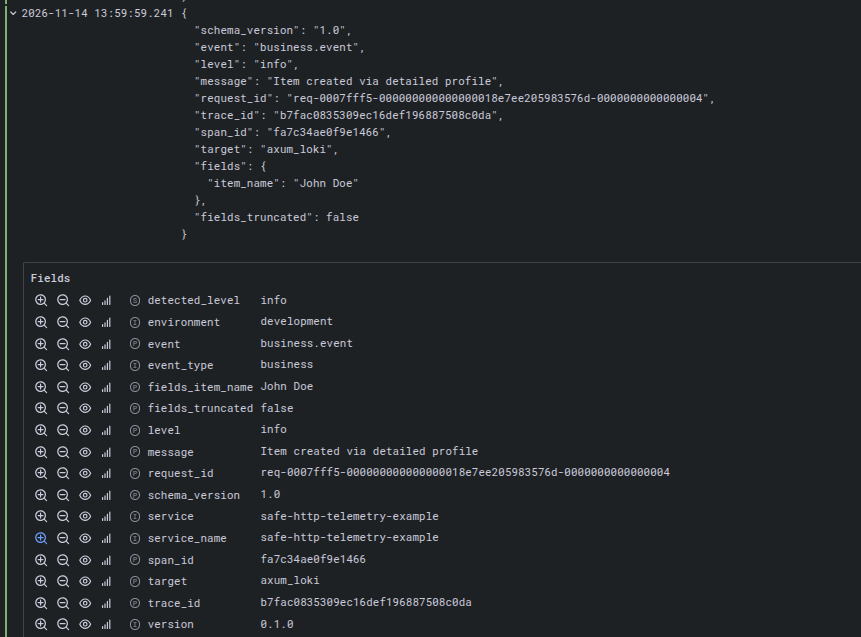 2026-11-14 13:59:59.241 {
"schema_version": "1.0",
"event": "business.event",
"level": "info",
"message": "Item created via detailed profile",
"request_id": "req-0007fff5-000000000000000018e7ee205983576d-0000000000000004",
"trace_id": "b7fac0835309ec16def196887508c0da",
"span_id": "fa7c34ae0f9e1466",
"target": "axum_loki",
"fields": {
"item_name": "John Doe"
},
"fields_truncated": false
}
Fields
S detected_level info
I environment development
P event business.event
I event_type business
P fields_item_name John Doe
P fields_truncated false
P level info
P message Item created via detailed profile
P request_id req-0007fff5-000000000000000018e7ee205983576d-0000000000000004
P schema_version 1.0
I service safe-http-telemetry-example
I service_name safe-http-telemetry-example
P span_id fa7c34ae0f9e1466
P target axum_loki
P trace_id b7fac0835309ec16def196887508c0da
I version 0.1.0